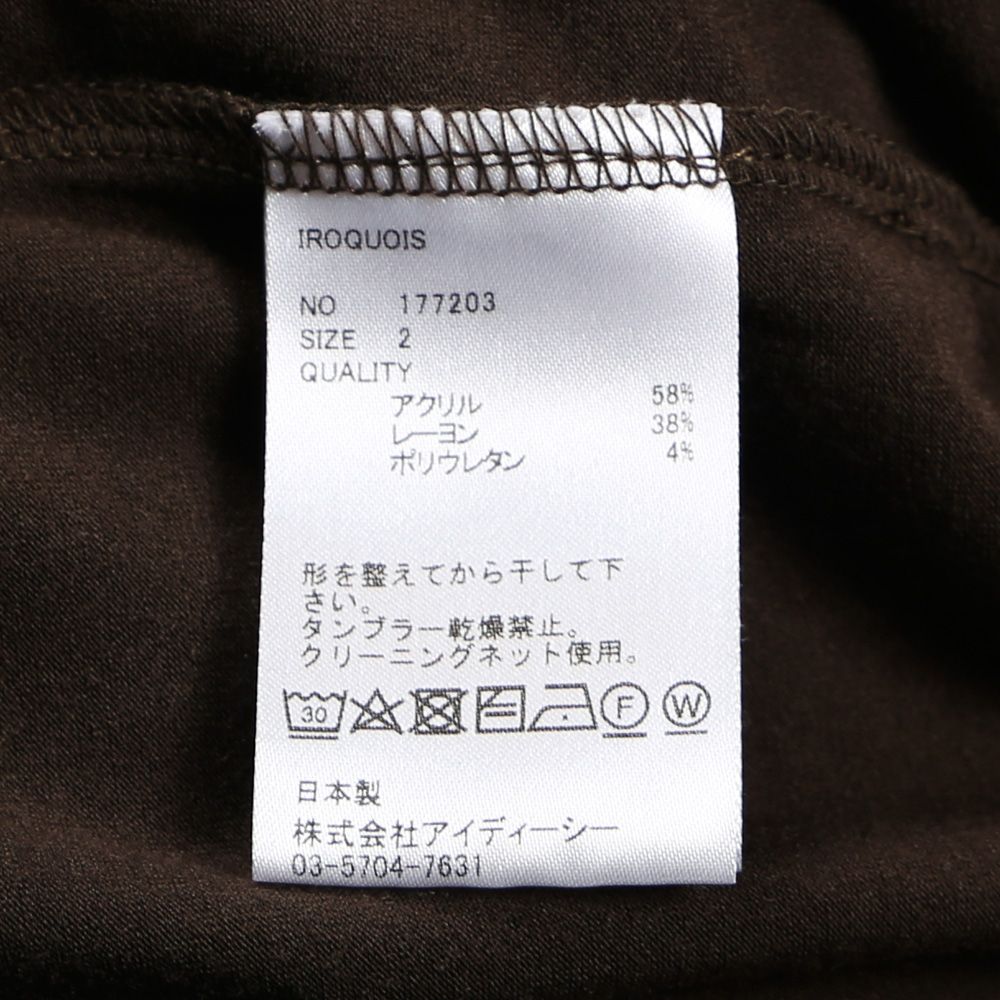 IROQUOIS
NO 177203
SIZE 2
QUALITY
アクリル 58%
レーヨン 38%
ポリウレタン 4%
形を整えてから干して下
さい。
タンブラー乾燥禁止。
クリーニングネット使用。
30 F W
日本製
株式会社アイディーシー
03-5704-7631